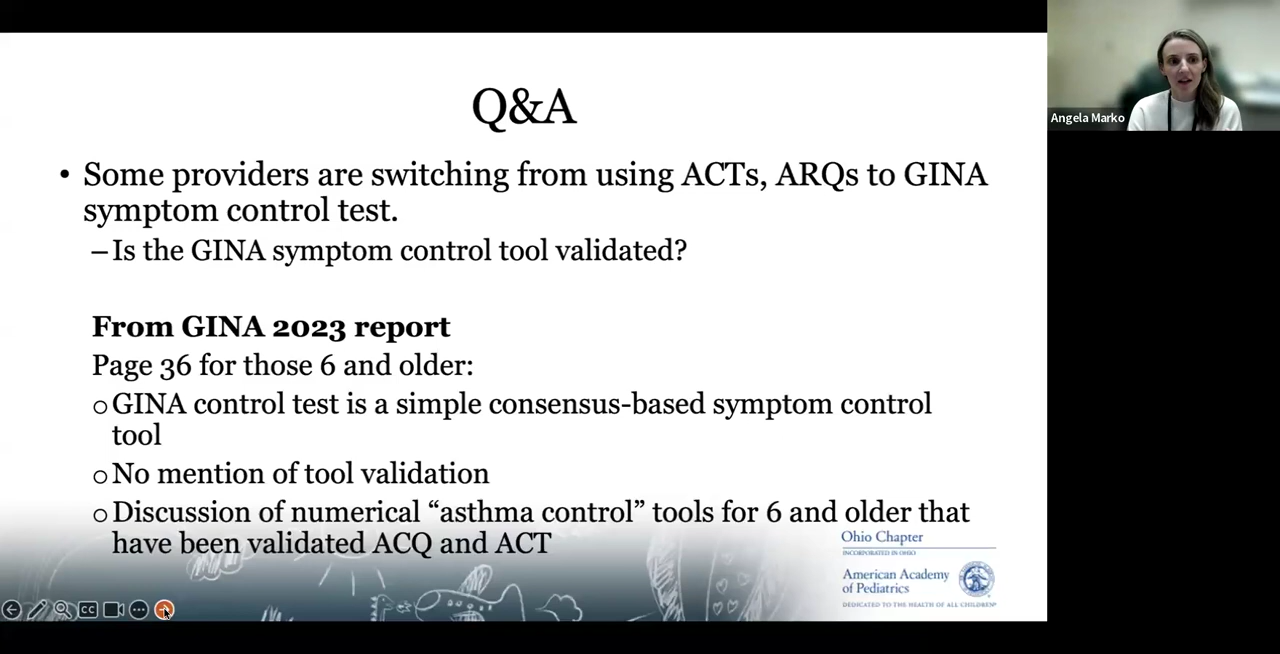 Q&A
• Some providers are switching from using ACTs, ARQs to GINA
symptom control test.
– Is the GINA symptom control tool validated?
From GINA 2023 report
Page 36 for those 6 and older:
o GINA control test is a simple consensus-based symptom control
tool
o No mention of tool validation
o Discussion of numerical “asthma control” tools for 6 and older that
have been validated ACQ and ACT
Ohio Chapter
INCORPORATED IN OHIO
American Academy
of Pediatrics
DEDICATED TO THE HEALTH OF ALL CHILDREN®
CC
Angela Marko